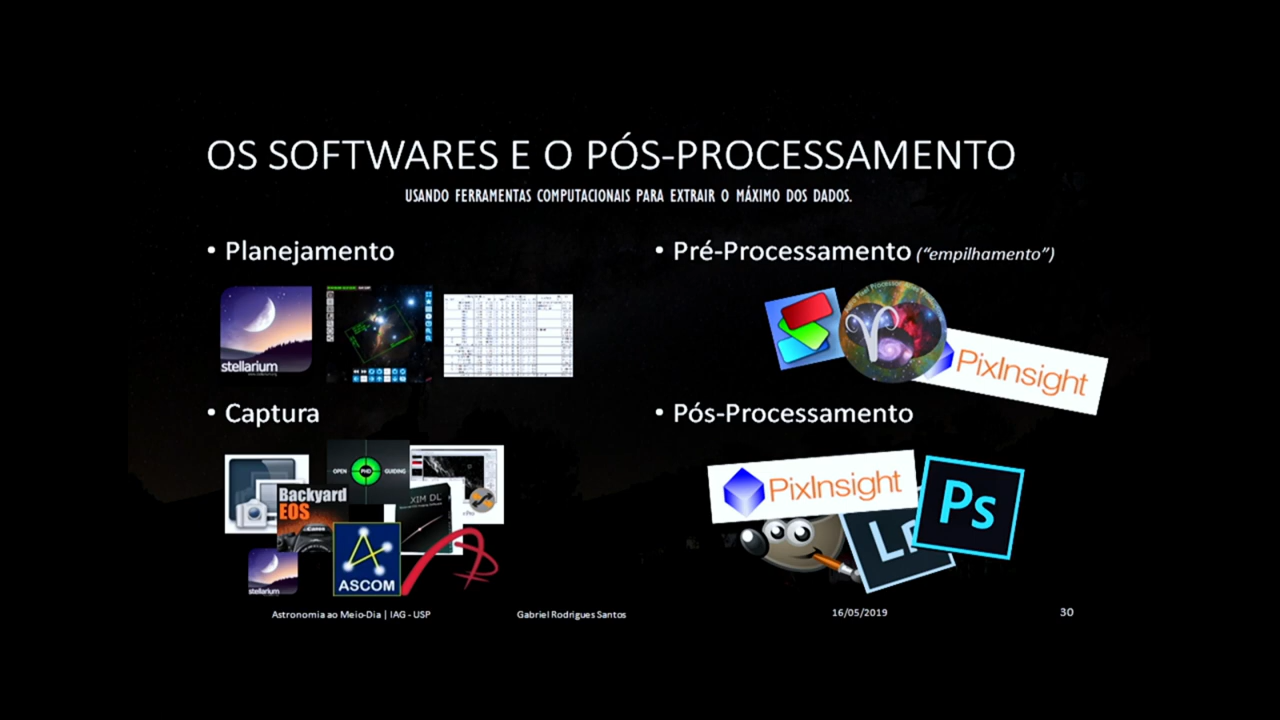 OS SOFTWARES E O PÓS-PROCESSAMENTO
USANDO FERRAMENTAS COMPUTACIONAIS PARA EXTRAIR O MÁXIMO DOS DADOS.
• Planejamento
stellarium
• Captura
OPEN PHD GUIDING
Backyard
EOS
Canon
XIM DL
ASCOM
stellarium
• Pré-Processamento (“empilhamento”)
PixInsight
• Pós-Processamento
PixInsight
Lr
Ps
Astronomia ao Meio-Dia | IAG - USP
Gabriel Rodrigues Santos
16/05/2019
30